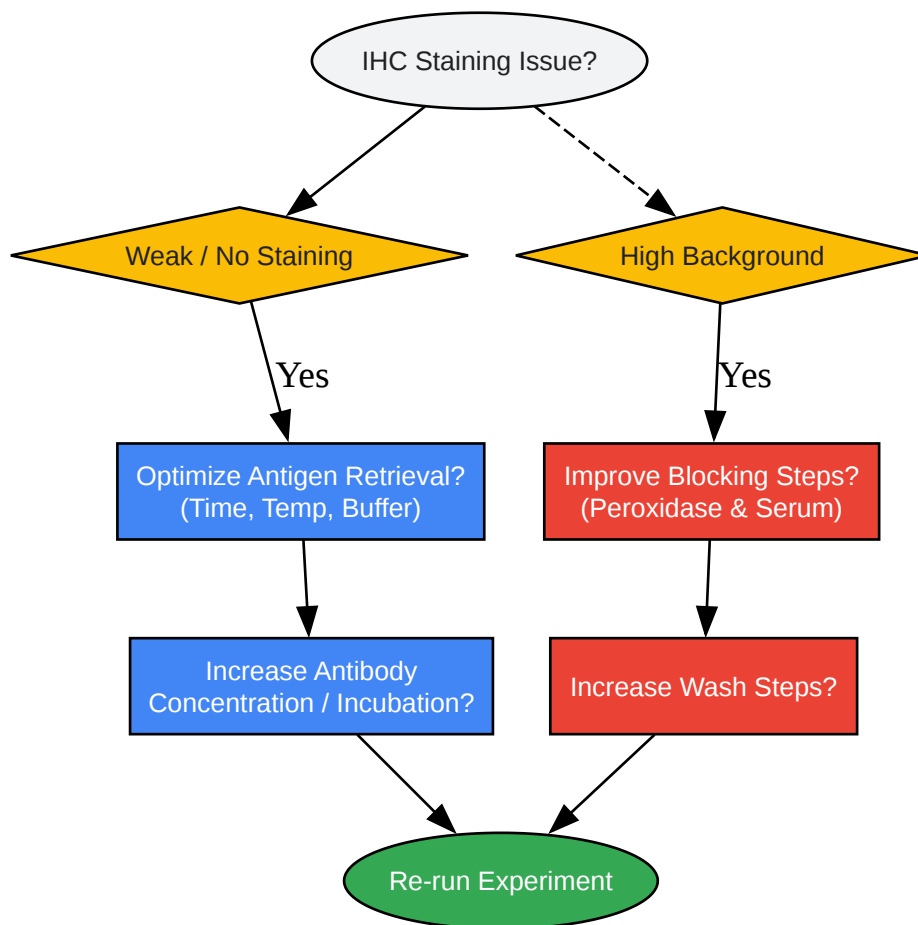 IHC Staining Issue?
Weak / No Staining
High Background
Yes
Yes
Optimize Antigen Retrieval?
(Time, Temp, Buffer)
Improve Blocking Steps?
(Peroxidase & Serum)
Increase Antibody
Concentration / Incubation?
Increase Wash Steps?
Re-run Experiment